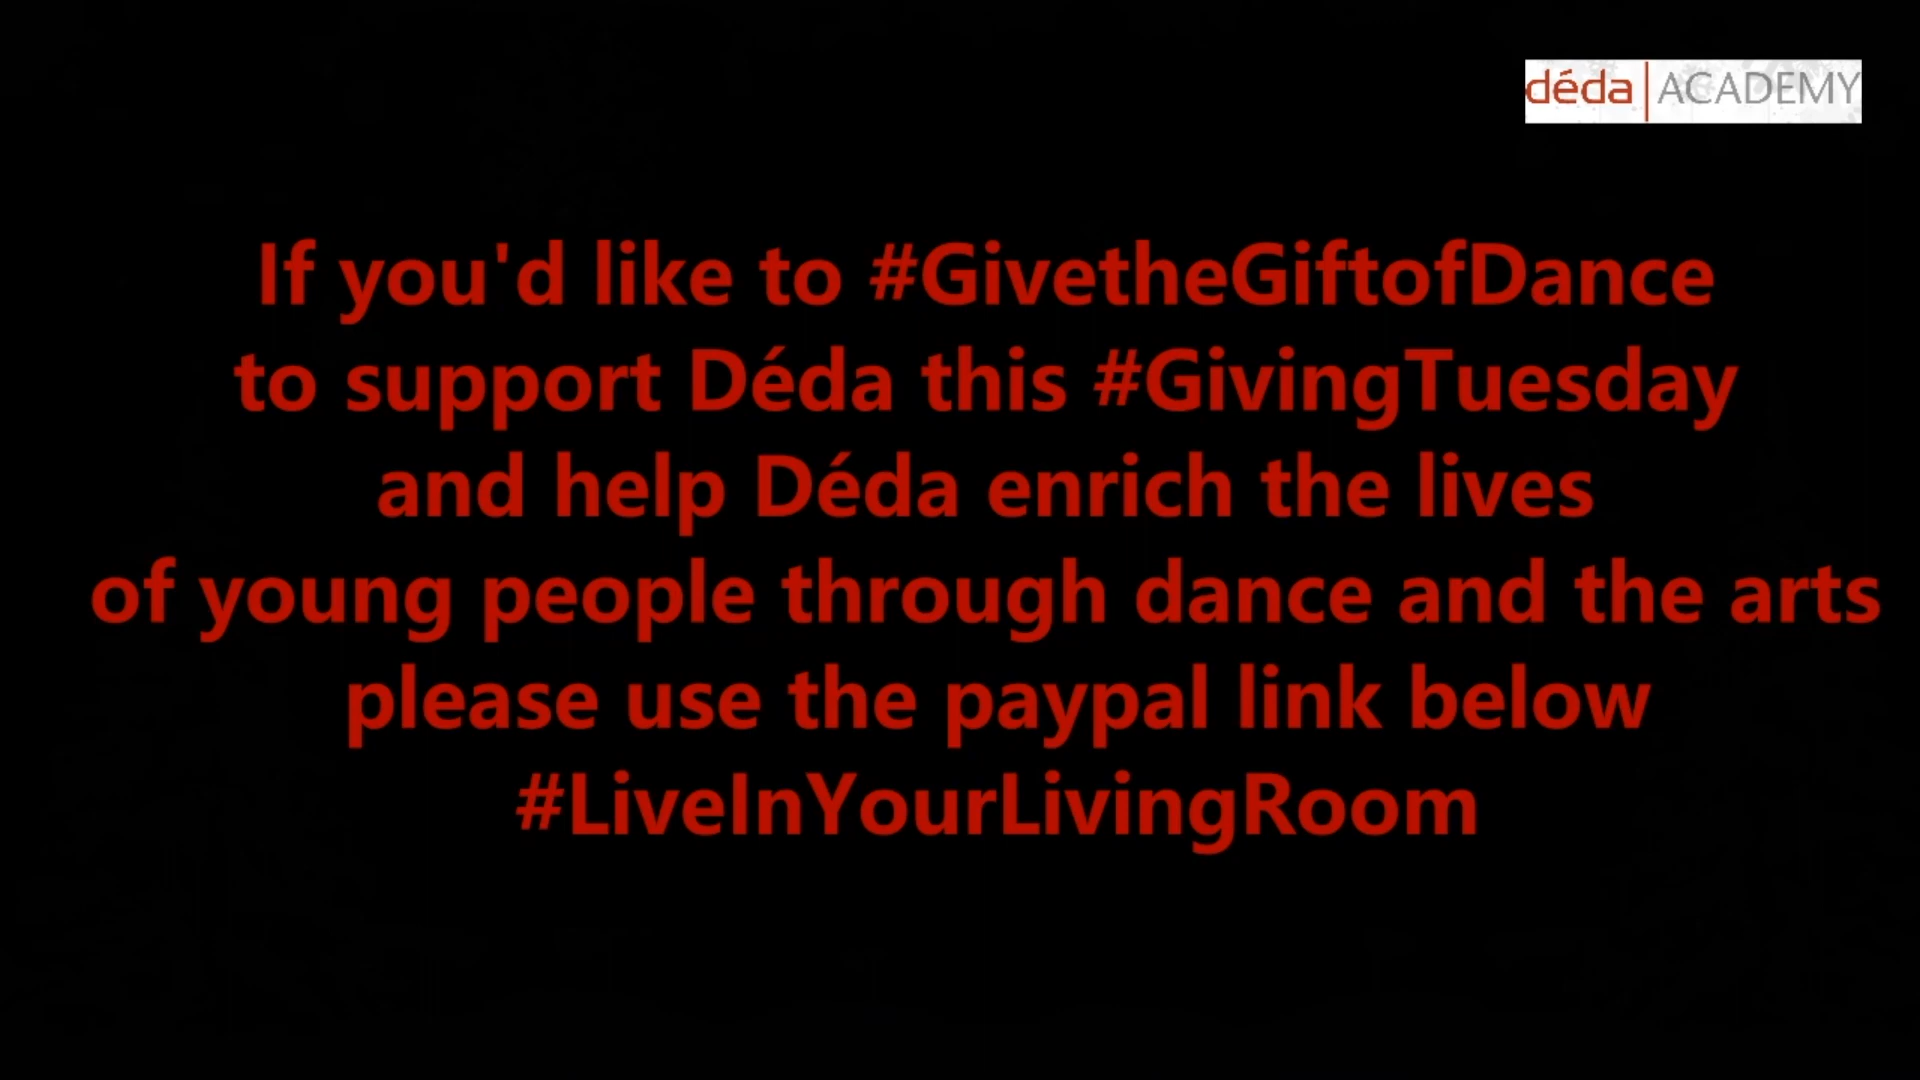 déda | ACADEMY
If you'd like to #GivetheGiftofDance
to support Déda this #GivingTuesday
and help Déda enrich the lives
of young people through dance and the arts
please use the paypal link below
#LiveInYourLivingRoom